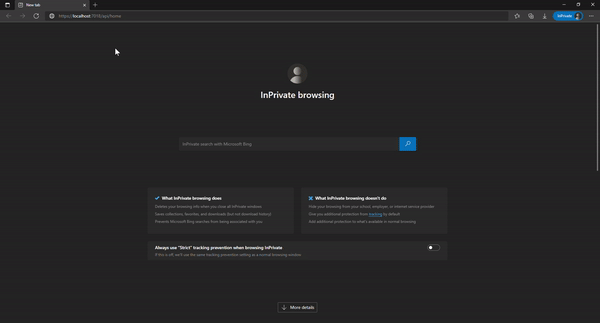 New tab
https://localhost:7018/app/home
InPrivate
InPrivate browsing
InPrivate search with Microsoft Bing
What InPrivate browsing does
Deletes your browsing info when you close all InPrivate windows
Saves collections, favorites, and downloads (but not download history)
Prevents Microsoft Bing searches from being associated with you
What InPrivate browsing doesn't do
Hide your browsing from your school, employer, or internet service provider
Give you additional protection from tracking by default
Add additional protection to what's available in normal browsing
Always use "Strict" tracking prevention when browsing InPrivate
If this is off, we'll use the same tracking prevention setting as a normal browsing window
More details